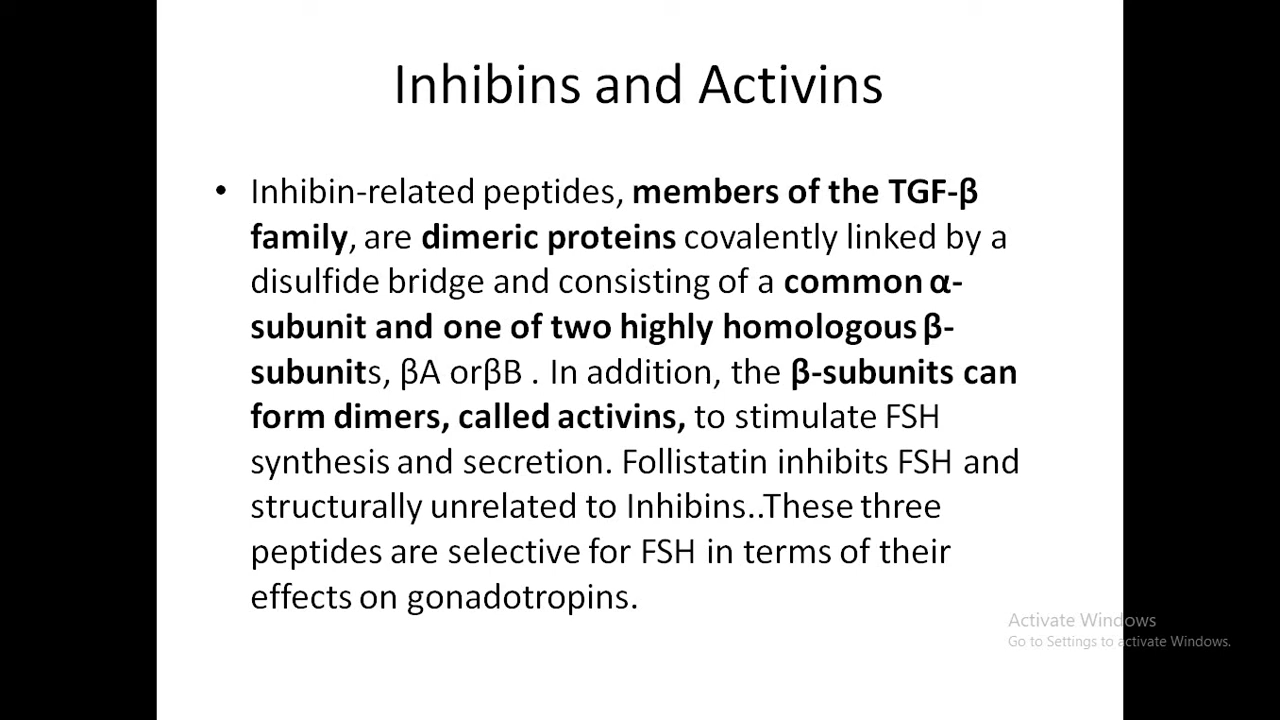 Inhibins and Activins
• Inhibin-related peptides, members of the TGF-β
family, are dimeric proteins covalently linked by a
disulfide bridge and consisting of a common α-
subunit and one of two highly homologous β-
subunits, βA orβB . In addition, the β-subunits can
form dimers, called activins, to stimulate FSH
synthesis and secretion. Follistatin inhibits FSH and
structurally unrelated to Inhibins..These three
peptides are selective for FSH in terms of their
effects on gonadotropins.
Activate Windows
Go to Settings to activate Windows.